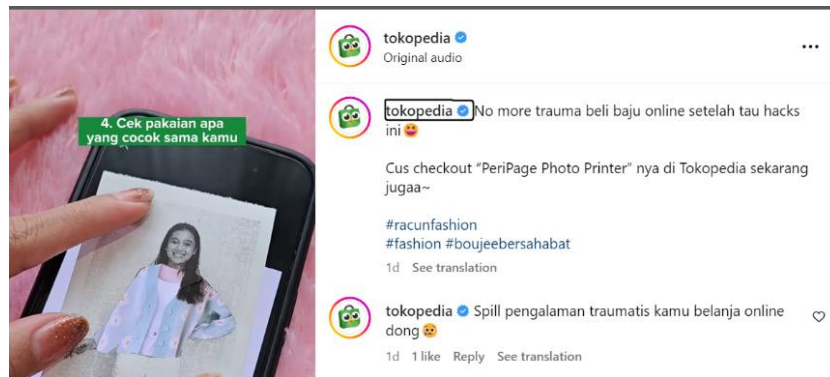 4. Cek pakaian apa
yang cocok sama kamu
tokopedia
Original audio
tokopedia No more trauma beli baju online setelah tau hacks
ini😆
Cus checkout “PeriPage Photo Printer” nya di Tokopedia sekarang
jugaa~
#racunfashion
#fashion #boujeebersahabat
1d See translation
tokopedia Spill pengalaman traumatis kamu belanja online
dong🥺
1d 1 like Reply See translation